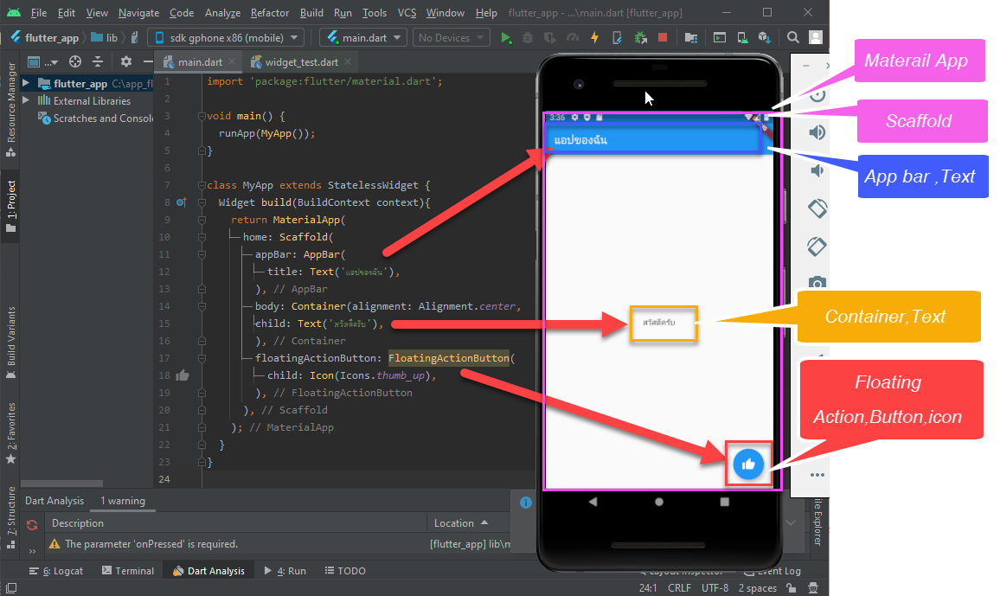 File Edit View Navigate Code Analyze Refactor Build Run Tools VCS Window Help flutter_app - ...\main.dart [flutter_app]
flutter_app lib sdk gphone x86 (mobile) main.dart No Devices
... main.dart widget_test.dart
Resource Manager
1: Project
Build Variants
2: Favorites
7: Structure
flutter_app C:\app_fl
External Libraries
Scratches and Console
1 import 'package:flutter/material.dart';
2
3 void main() {
4 runApp(MyApp());
5 }
6
7 class MyApp extends StatelessWidget {
8 Widget build(BuildContext context){
9 return MaterialApp(
10 home: Scaffold(
11 appBar: AppBar(
12 title: Text('แอปของฉัน'),
13 ), // AppBar
14 body: Container(alignment: Alignment.center,
15 child: Text('สวัสดีครับ'),
16 ), // Container
17 floatingActionButton: FloatingActionButton(
18 child: Icon(Icons.thumb_up),
19 ), // FloatingActionButton
20 ), // Scaffold
21 ); // MaterialApp
22 }
23 }
24
3:36
แอปของฉัน
สวัสดีครับ
Materail App
Scaffold
App bar ,Text
Container,Text
Floating
Action,Button,icon
Dart Analysis 1 warning
Description Location
The parameter 'onPressed' is required. [flutter_app] lib\m
File Explorer
6: Logcat Terminal Dart Analysis 4: Run TODO Layout Inspector Event Log
24:1 CRLF UTF-8 2 spaces